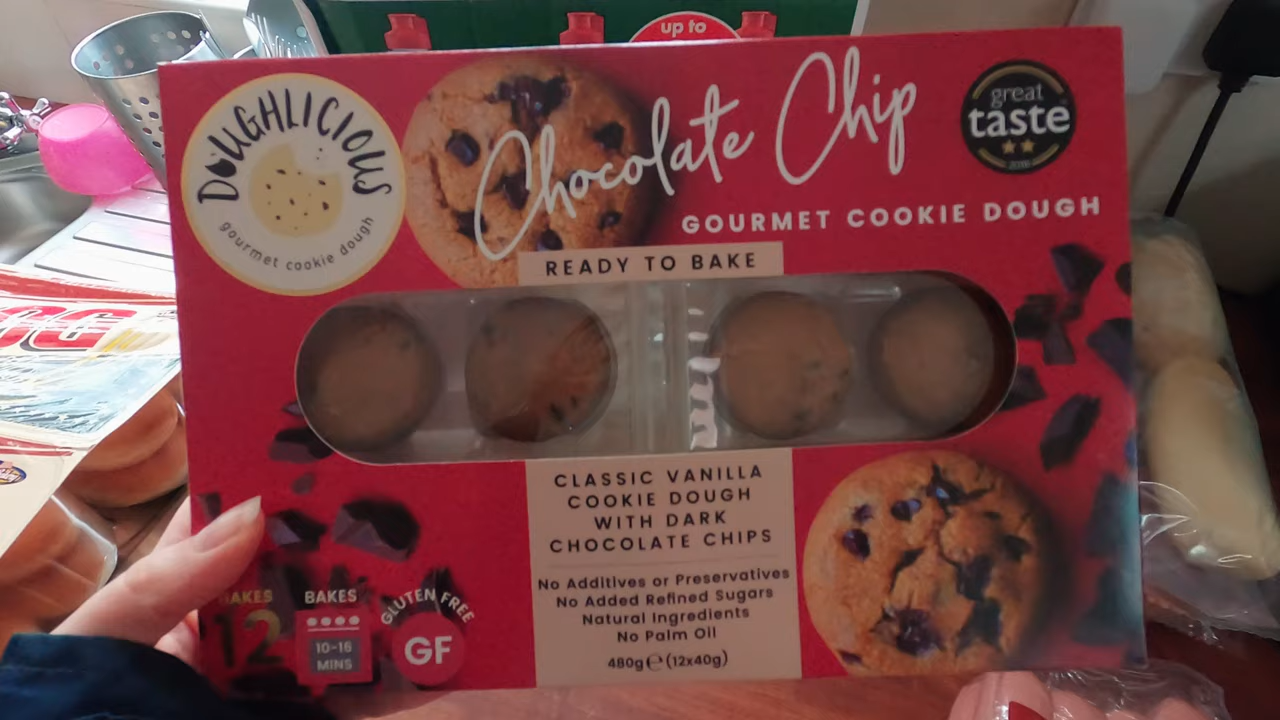 up to
DOUGHLICIOUS
gourmet cookie dough
Chocolate Chip
great
taste
GOURMET COOKIE DOUGH
READY TO BAKE
CLASSIC VANILLA
COOKIE DOUGH
WITH DARK
CHOCOLATE CHIPS
No Additives or Preservatives
No Added Refined Sugars
Natural Ingredients
No Palm Oil
480g ℮ (12x40g)
BAKES
12
BAKES
10-16
MINS
GLUTEN FREE
GF